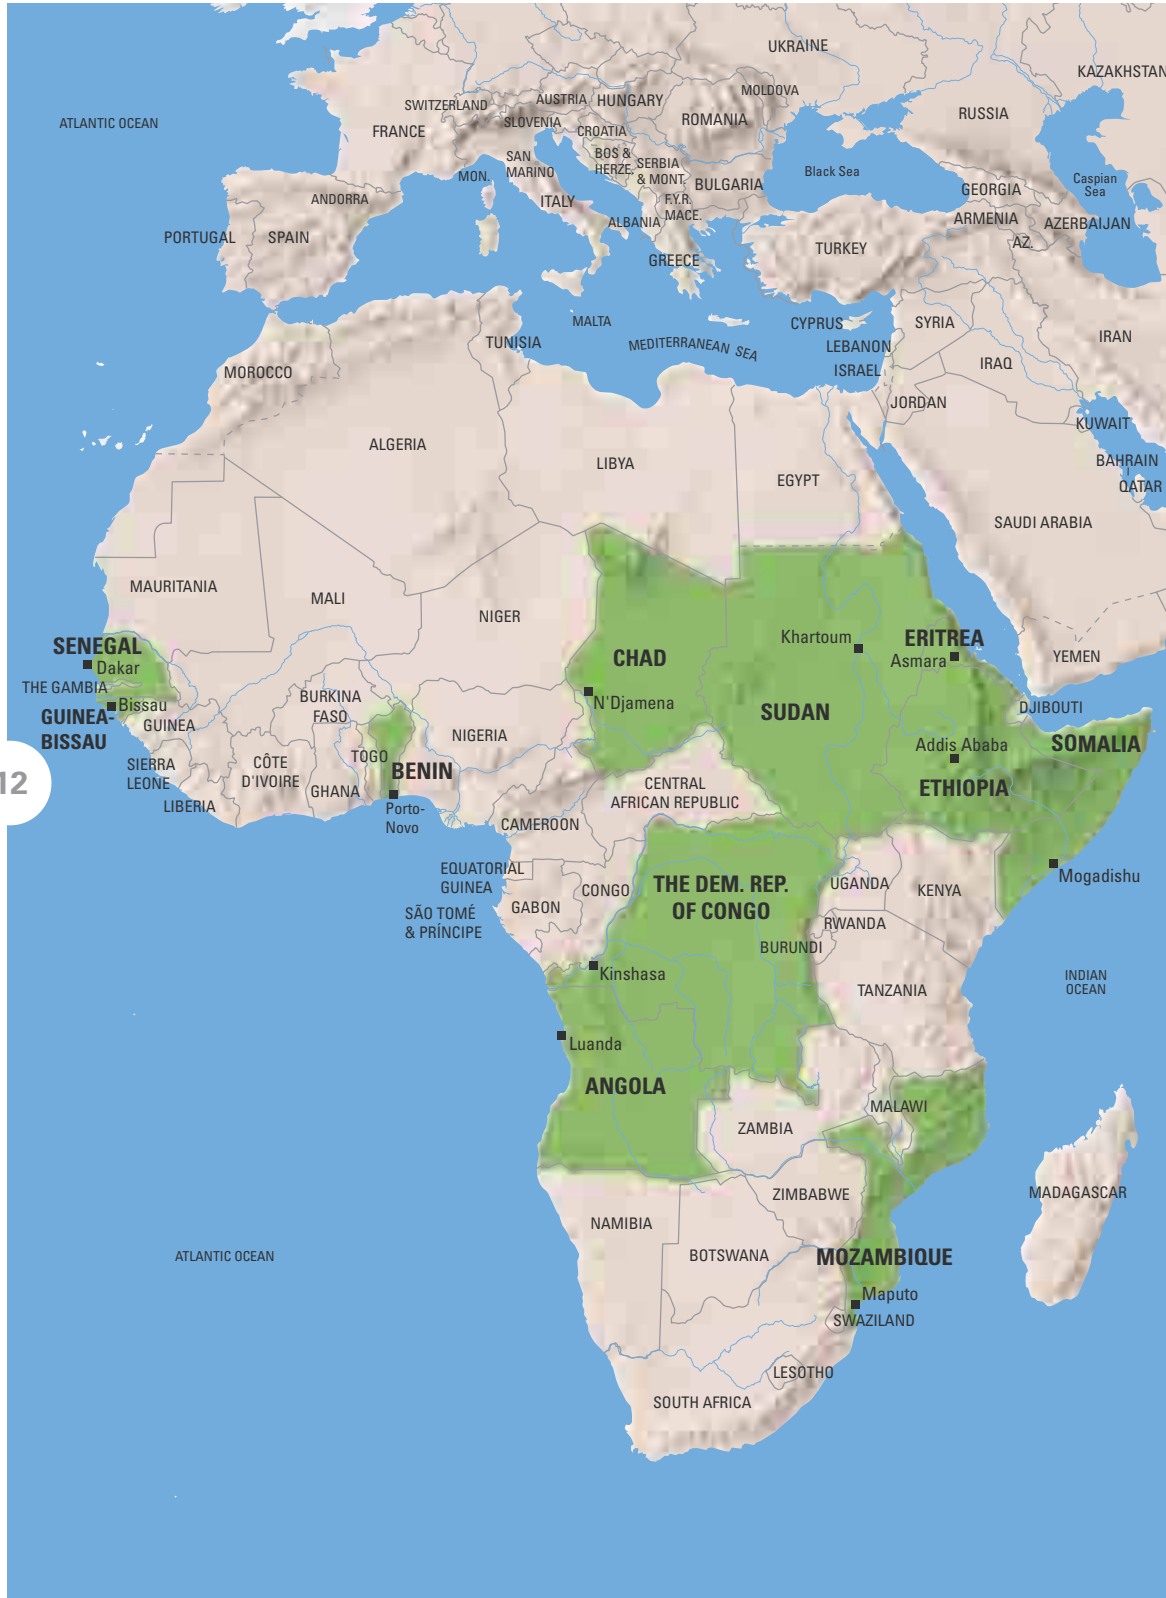 UKRAINE
KAZAKHSTAN
MOLDOVA
SWITZERLAND
AUSTRIA
HUNGARY
ATLANTIC OCEAN
FRANCE
SLOVENIA
CROATIA
ROMANIA
RUSSIA
SAN
MARINO
BOS &
HERZE.
SERBIA
& MONT.
BULGARIA
Black Sea
Caspian
Sea
MON.
ANDORRA
ITALY
F.Y.R.
MACE.
ALBANIA
GEORGIA
ARMENIA
AZERBAIJAN
AZ.
PORTUGAL
SPAIN
GREECE
TURKEY
MALTA
CYPRUS
SYRIA
TUNISIA
MEDITERRANEAN SEA
LEBANON
ISRAEL
IRAQ
IRAN
MOROCCO
JORDAN
KUWAIT
ALGERIA
LIBYA
EGYPT
BAHRAIN
QATAR
SAUDI ARABIA
MAURITANIA
MALI
NIGER
SENEGAL
Dakar
CHAD
Khartoum
ERITREA
Asmara
YEMEN
THE GAMBIA
Bissau
GUINEA-
BISSAU
GUINEA
BURKINA
FASO
N'Djamena
SUDAN
DJIBOUTI
NIGERIA
Addis Ababa
SOMALIA
SIERRA
LEONE
CÔTE
D'IVOIRE
TOGO
BENIN
ETHIOPIA
12
LIBERIA
GHANA
Porto-
Novo
CENTRAL
AFRICAN REPUBLIC
CAMEROON
EQUATORIAL
GUINEA
CONGO
THE DEM. REP.
OF CONGO
UGANDA
KENYA
Mogadishu
GABON
SÃO TOMÉ
& PRÍNCIPE
RWANDA
BURUNDI
Kinshasa
TANZANIA
INDIAN
OCEAN
Luanda
ANGOLA
MALAWI
ZAMBIA
ZIMBABWE
MADAGASCAR
NAMIBIA
BOTSWANA
MOZAMBIQUE
ATLANTIC OCEAN
Maputo
SWAZILAND
LESOTHO
SOUTH AFRICA